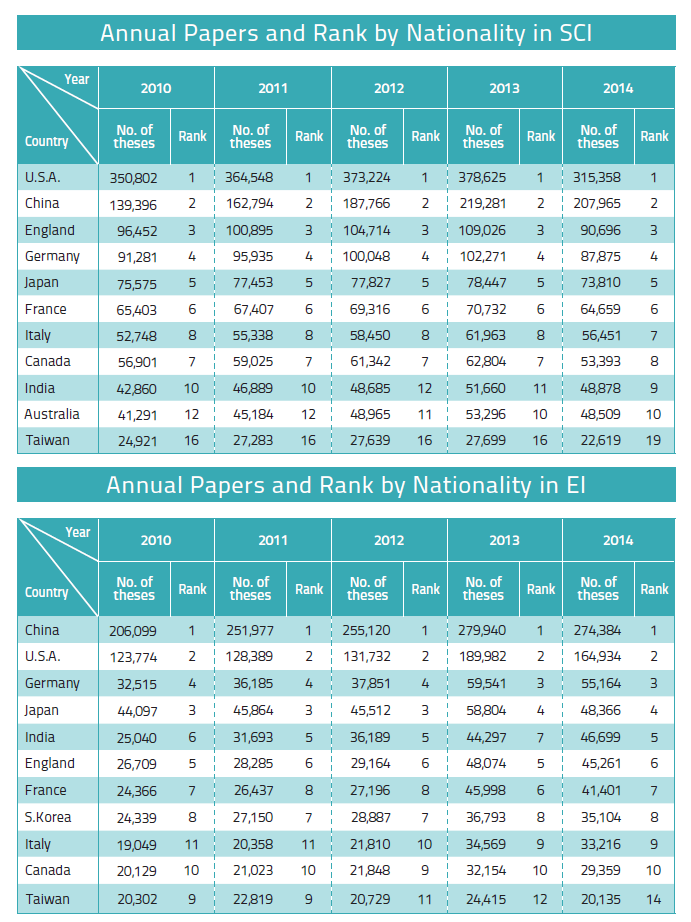 Annual Papers and Rank by Nationality in SCI
Year 2010 2011 2012 2013 2014
Country No. of theses Rank No. of theses Rank No. of theses Rank No. of theses Rank No. of theses Rank
U.S.A. 350,802 1 364,548 1 373,224 1 378,625 1 315,358 1
China 139,396 2 162,794 2 187,766 2 219,281 2 207,965 2
England 96,452 3 100,895 3 104,714 3 109,026 3 90,696 3
Germany 91,281 4 95,935 4 100,048 4 102,271 4 87,875 4
Japan 75,575 5 77,453 5 77,827 5 78,447 5 73,810 5
France 65,403 6 67,407 6 69,316 6 70,732 6 64,659 6
Italy 52,748 8 55,338 8 58,450 8 61,963 8 56,451 7
Canada 56,901 7 59,025 7 61,342 7 62,804 7 53,393 8
India 42,860 10 46,889 10 48,685 12 51,660 11 48,878 9
Australia 41,291 12 45,184 12 48,965 11 53,296 10 48,509 10
Taiwan 24,921 16 27,283 16 27,639 16 27,699 16 22,619 19
Annual Papers and Rank by Nationality in EI
Year 2010 2011 2012 2013 2014
Country No. of theses Rank No. of theses Rank No. of theses Rank No. of theses Rank No. of theses Rank
China 206,099 1 251,977 1 255,120 1 279,940 1 274,384 1
U.S.A. 123,774 2 128,389 2 131,732 2 189,982 2 164,934 2
Germany 32,515 4 36,185 4 37,851 4 59,541 3 55,164 3
Japan 44,097 3 45,864 3 45,512 3 58,804 4 48,366 4
India 25,040 6 31,693 5 36,189 5 44,297 7 46,699 5
England 26,709 5 28,285 6 29,164 6 48,074 5 45,261 6
France 24,366 7 26,437 8 27,196 8 45,998 6 41,401 7
S.Korea 24,339 8 27,150 7 28,887 7 36,793 8 35,104 8
Italy 19,049 11 20,358 11 21,810 10 34,569 9 33,216 9
Canada 20,129 10 21,023 10 21,848 9 32,154 10 29,359 10
Taiwan 20,302 9 22,819 9 20,729 11 24,415 12 20,135 14